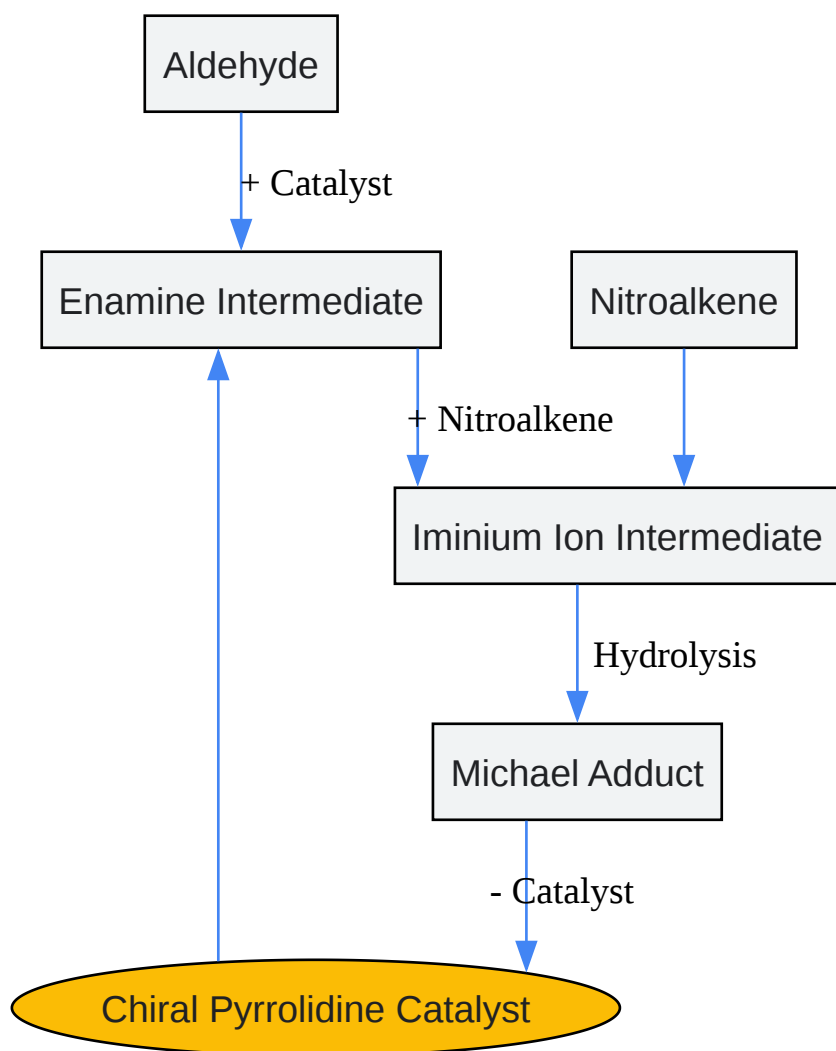 Aldehyde
+ Catalyst
Enamine Intermediate
Nitroalkene
+ Nitroalkene
Iminium Ion Intermediate
Hydrolysis
Michael Adduct
- Catalyst
Chiral Pyrrolidine Catalyst